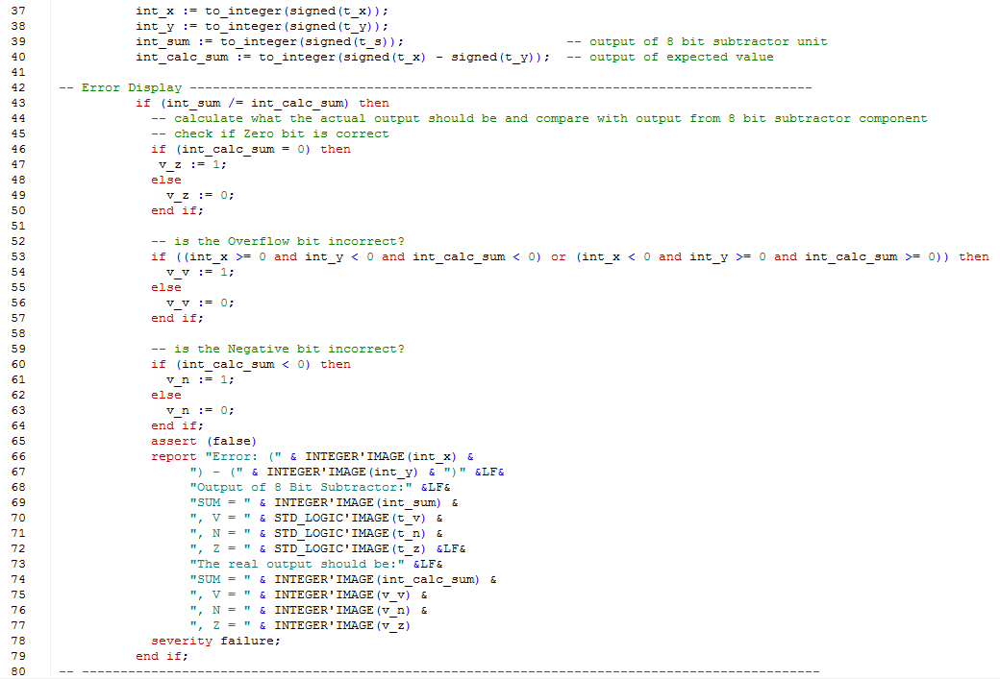 37 int_x := to_integer(signed(t_x));
38 int_y := to_integer(signed(t_y));
39 int_sum := to_integer(signed(t_s)); -- output of 8 bit subtractor unit
40 int_calc_sum := to_integer(signed(t_x) - signed(t_y)); -- output of expected value
41
42 -- Error Display ---------------------------------------------------------------------------------
43 if (int_sum /= int_calc_sum) then
44 -- calculate what the actual output should be and compare with output from 8 bit subtractor component
45 -- check if Zero bit is correct
46 if (int_calc_sum = 0) then
47 v_z := 1;
48 else
49 v_z := 0;
50 end if;
51
52 -- is the Overflow bit incorrect?
53 if ((int_x >= 0 and int_y < 0 and int_calc_sum < 0) or (int_x < 0 and int_y >= 0 and int_calc_sum >= 0)) then
54 v_v := 1;
55 else
56 v_v := 0;
57 end if;
58
59 -- is the Negative bit incorrect?
60 if (int_calc_sum < 0) then
61 v_n := 1;
62 else
63 v_n := 0;
64 end if;
65 assert (false)
66 report "Error: (" & INTEGER'IMAGE(int_x) &
67 ") - (" & INTEGER'IMAGE(int_y) & ")" &LF&
68 "Output of 8 Bit Subtractor:" &LF&
69 "SUM = " & INTEGER'IMAGE(int_sum) &
70 ", V = " & STD_LOGIC'IMAGE(t_v) &
71 ", N = " & STD_LOGIC'IMAGE(t_n) &
72 ", Z = " & STD_LOGIC'IMAGE(t_z) &LF&
73 "The real output should be:" &LF&
74 "SUM = " & INTEGER'IMAGE(int_calc_sum) &
75 ", V = " & INTEGER'IMAGE(v_v) &
76 ", N = " & INTEGER'IMAGE(v_n) &
77 ", Z = " & INTEGER'IMAGE(v_z)
78 severity failure;
79 end if;
80 -- ------------------------------------------------------------------------------------------------